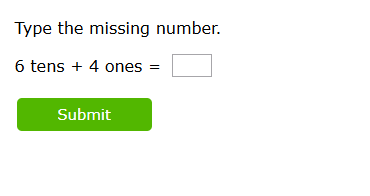 Type the missing number.
6 tens + 4 ones =
Submit